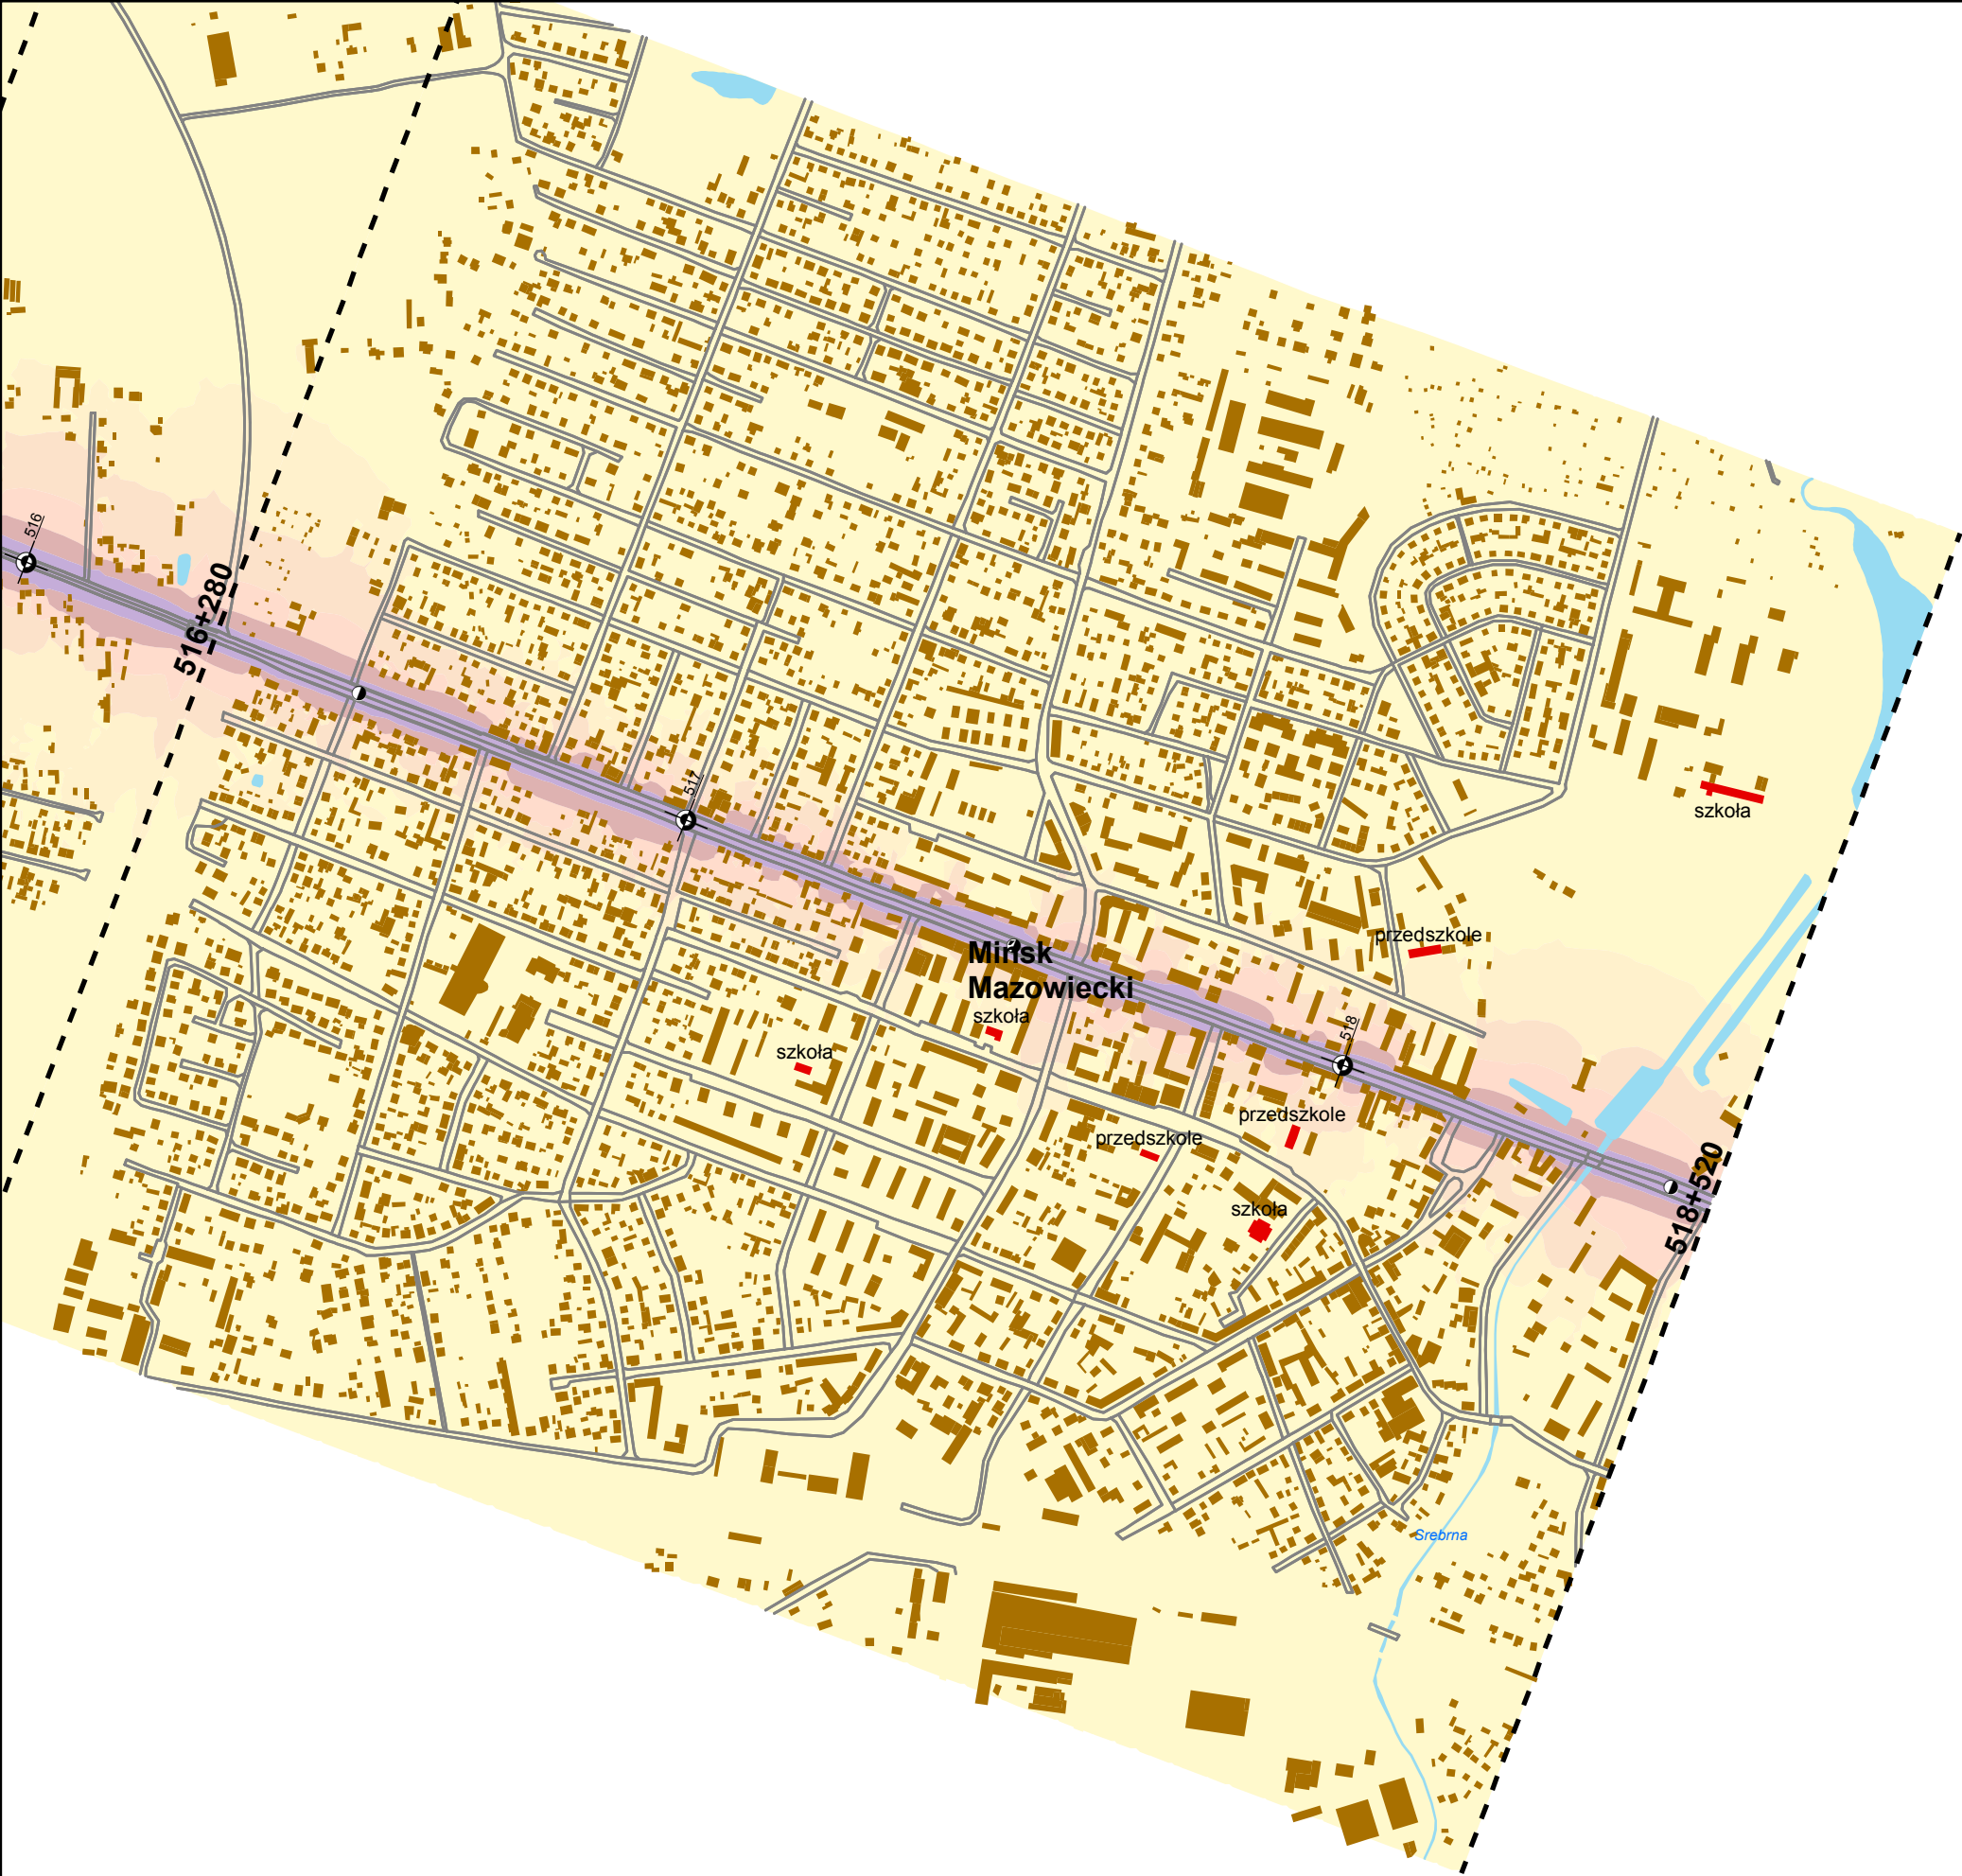 516
516+280
517
szkoła
przedszkole
Mińsk
Mazowiecki
szkoła
518
szkoła
przedszkole
przedszkole
518+520
szkoła
Srebrna